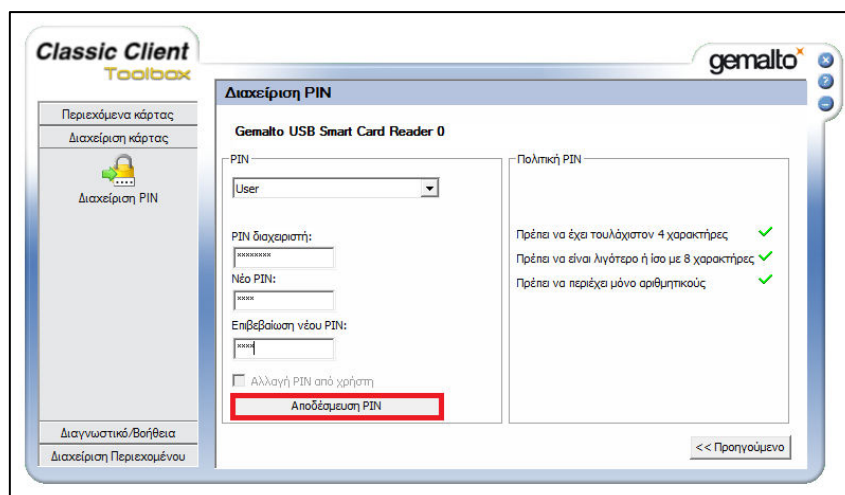 Classic Client
Toolbox
gemalto
Διαχείριση PIN
Περιεχόμενα κάρτας
Διαχείριση κάρτας
Διαχείριση PIN
Διαγνωστικό/Βοήθεια
Διαχείριση Περιεχομένου
Gemalto USB Smart Card Reader 0
PIN
User
PIN διαχειριστή:
××××××××
Νέο PIN:
××××
Επιβεβαίωση νέου PIN:
××××
Αλλαγή PIN από χρήστη
Αποδέσμευση PIN
Πολιτική PIN
Πρέπει να έχει τουλάχιστον 4 χαρακτήρες
Πρέπει να είναι λιγότερο ή ίσο με 8 χαρακτήρες
Πρέπει να περιέχει μόνο αριθμητικούς
<< Προηγούμενο